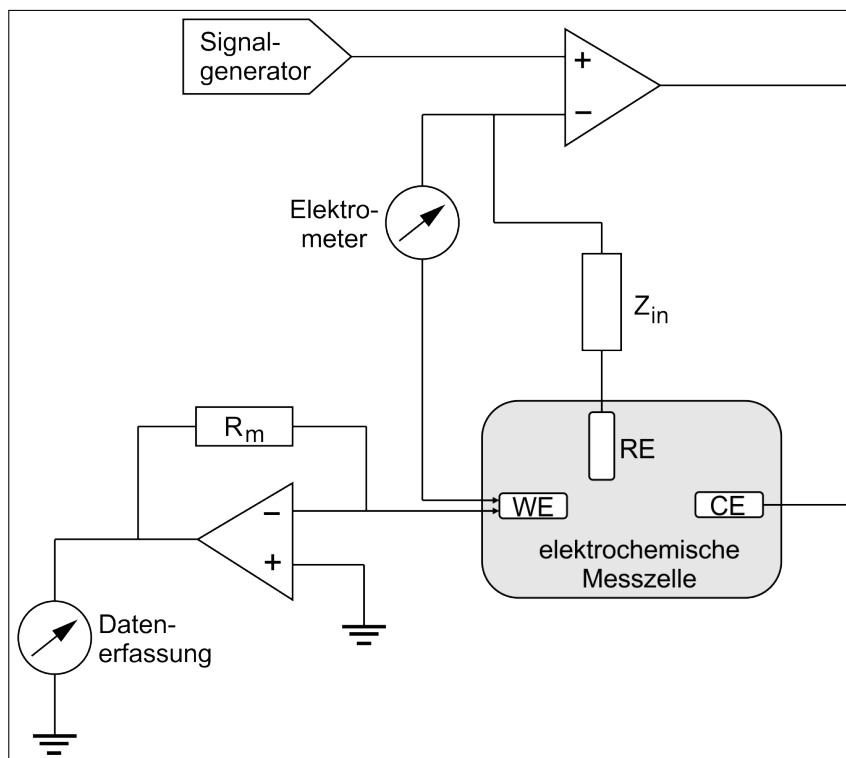 Signal-
generator
+
−
Elektro-
meter
Z_in
R_m
RE
WE
CE
−
+
elektrochemische
Messzelle
Daten-
erfassung